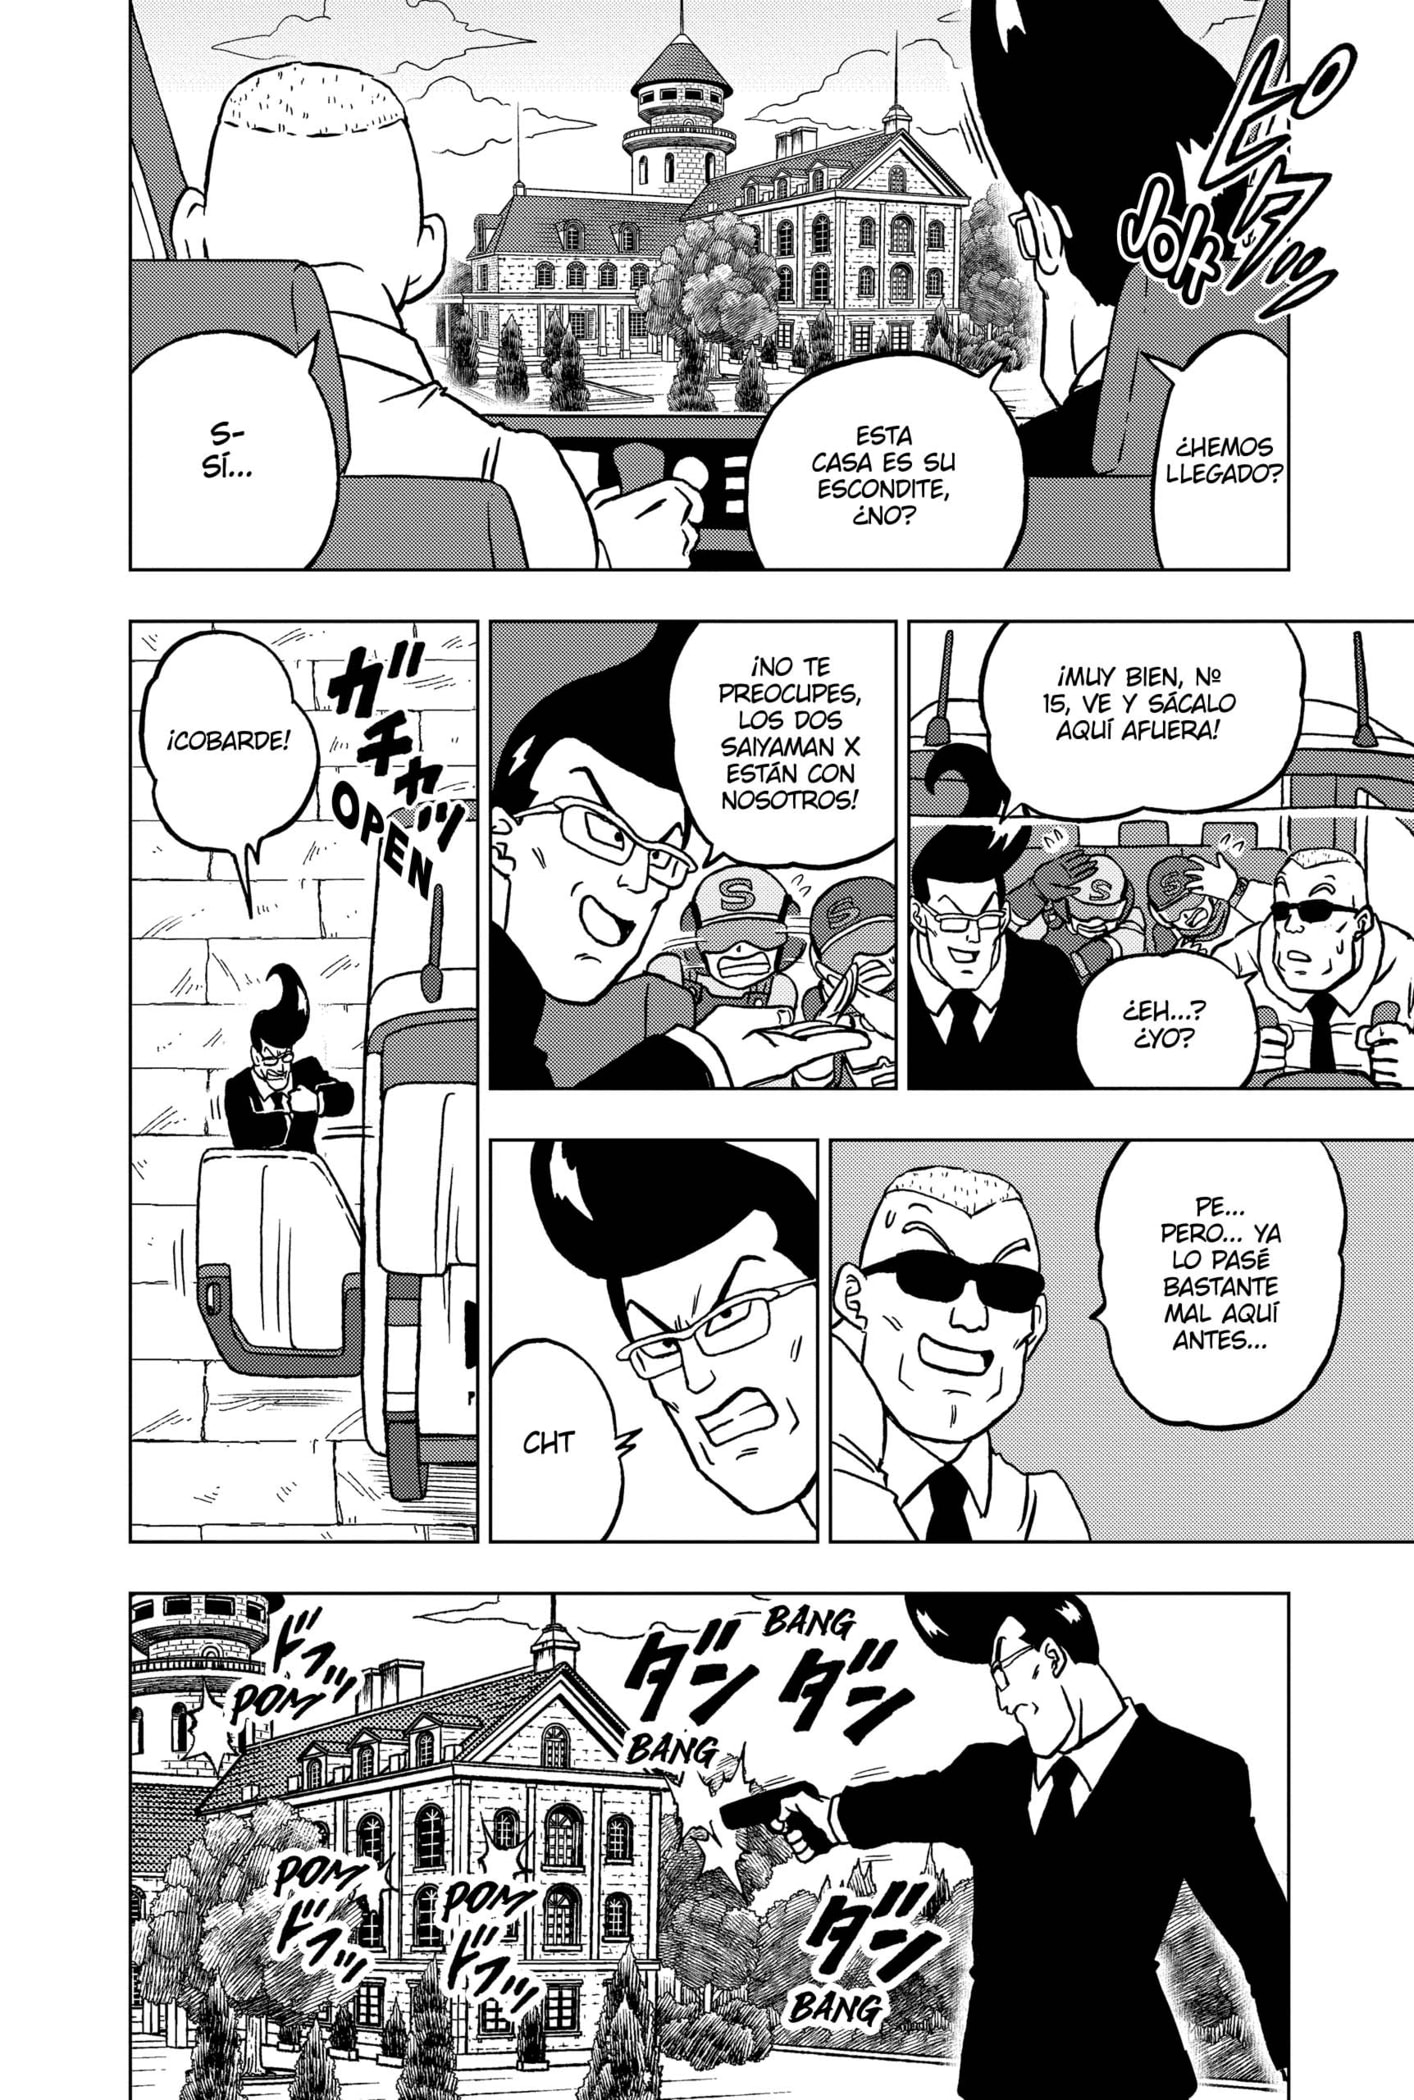 ピク…
JOLT
¿HEMOS
LLEGADO?
ESTA
CASA ES SU
ESCONDITE,
¿NO?
S-
SÍ...
¡MUY BIEN, Nº
15, VE Y SÁCALO
AQUÍ AFUERA!
¿EH...?
¿YO?
¡NO TE
PREOCUPES,
LOS DOS
SAIYAMAN X
ESTÁN CON
NOSOTROS!
S
S
S
S
PE...
PERO... YA
LO PASÉ
BASTANTE
MAL AQUÍ
ANTES...
CHT
ガチャッ
OPEN
¡COBARDE!
BANG
ダン
ダン
BANG
ダン
BANG
ドフッ
POM
POM
ドフッ
POM
ドフッ